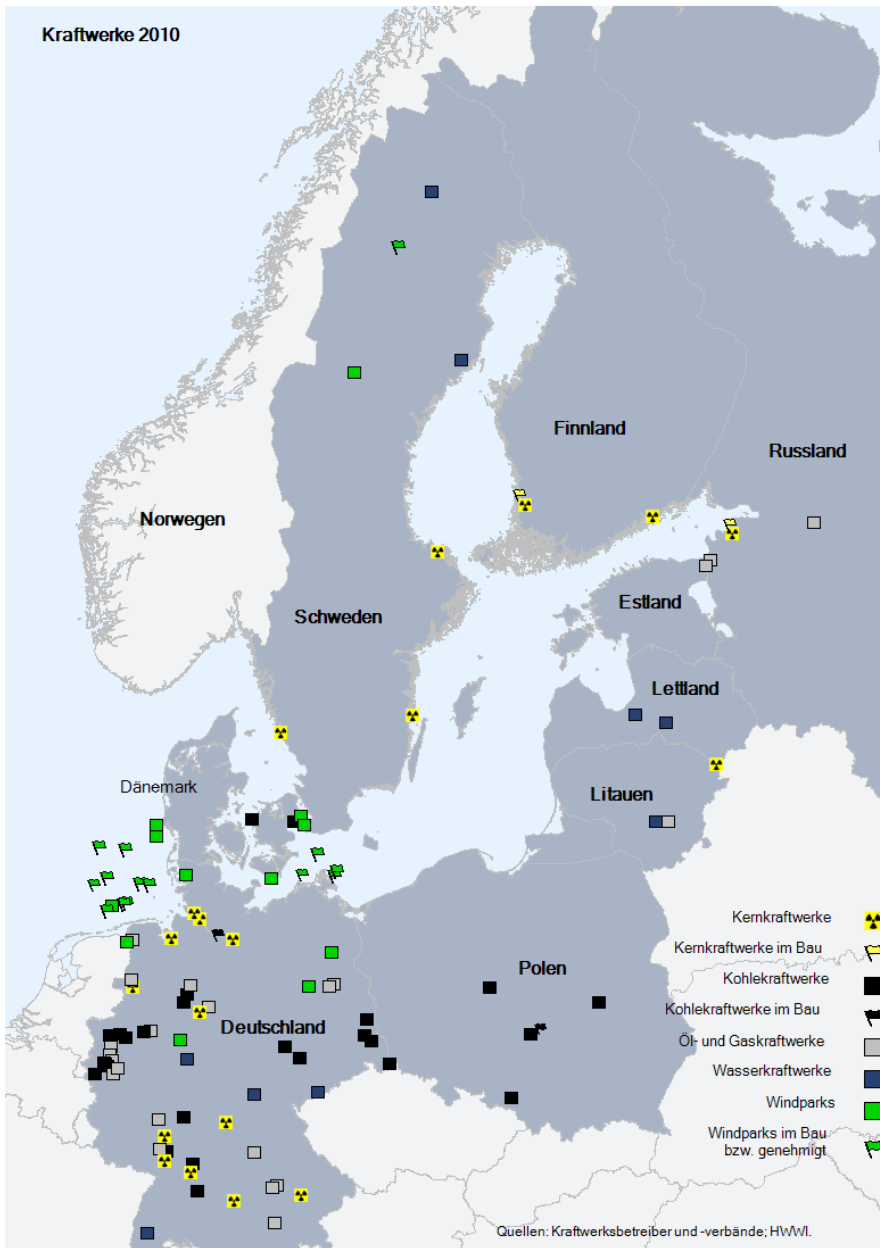 Kraftwerke 2010
Finnland
Russland
Norwegen
Schweden
Estland
Lettland
Dänemark
Litauen
Polen
Deutschland
Kernkraftwerke
Kernkraftwerke im Bau
Kohlekraftwerke
Kohlekraftwerke im Bau
Öl- und Gaskraftwerke
Wasserkraftwerke
Windparks
Windparks im Bau
bzw. genehmigt
Quellen: Kraftwerksbetreiber und -verbände; HWWI.